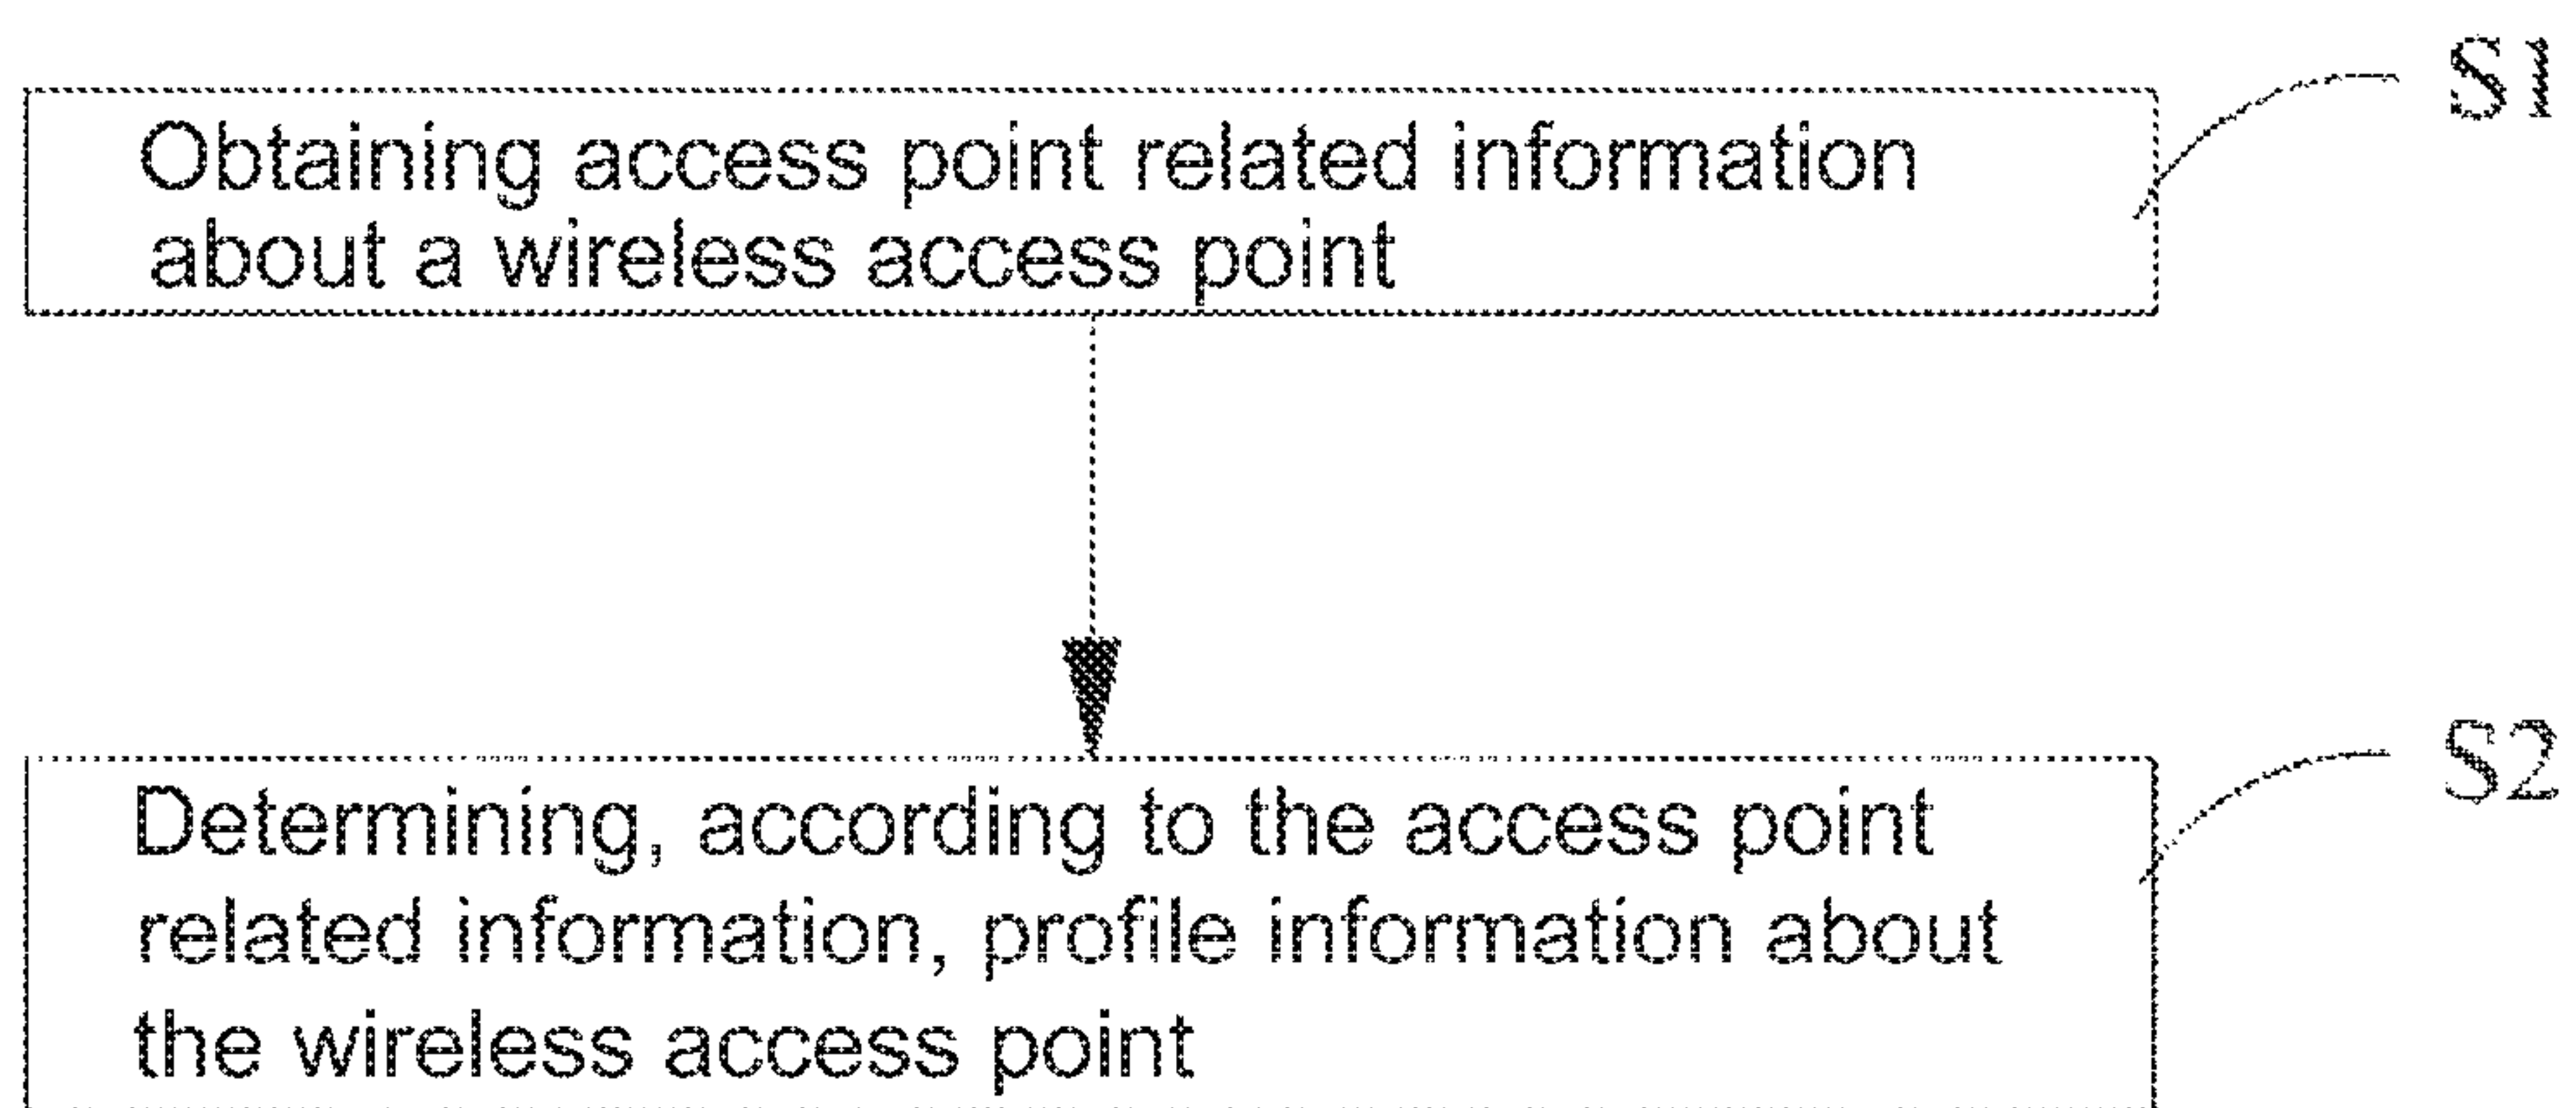 S1
Obtaining access point related information
about a wireless access point
S2
Determining, according to the access point
related information, profile information about
the wireless access point